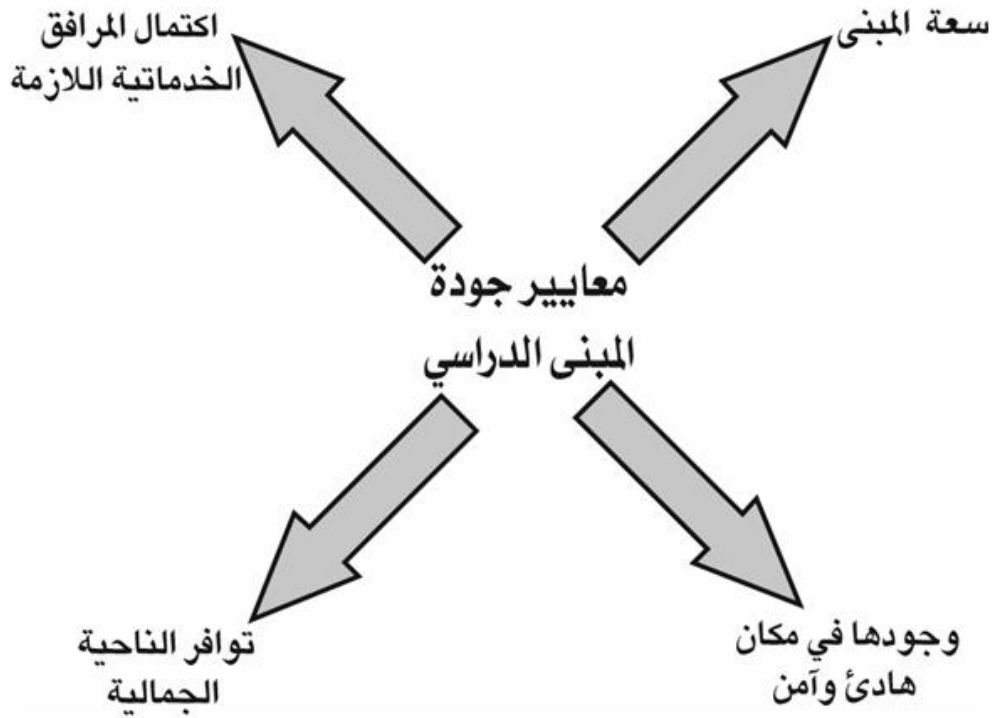 سعة المبنى
اكتمال المرافق
الخدماتية اللازمة
معايير جودة
المبنى الدراسي
وجودها في مكان
هادئ وآمن
توافر الناحية
الجمالية